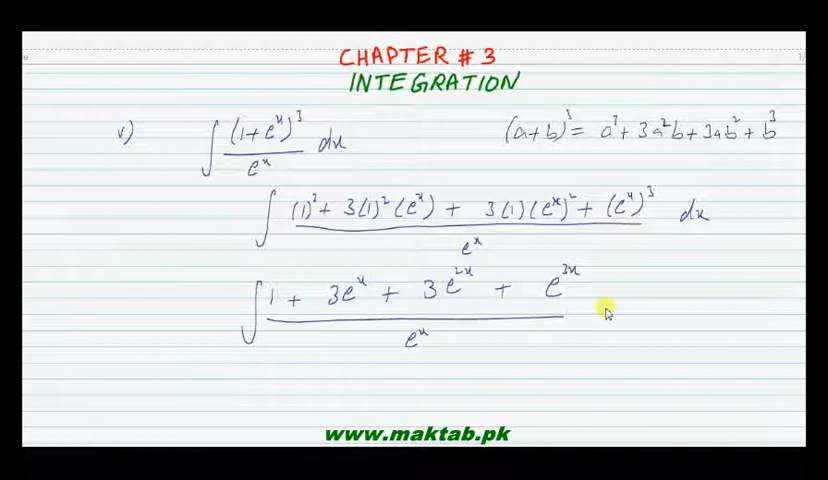 CHAPTER # 3
INTEGRATION
v) ∫ (1+e^x)^3 / e^x dx (a+b)^3 = a^3 + 3a^2b + 3ab^2 + b^3
∫ (1)^3 + 3(1)^2(e^x) + 3(1)(e^x)^2 + (e^x)^3 / e^x dx
∫ 1 + 3e^x + 3e^2x + e^3x / e^x
www.maktab.pk